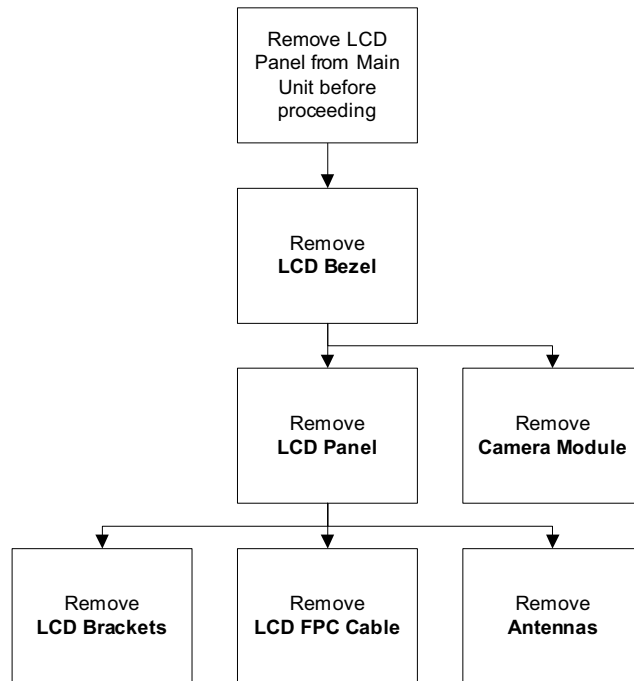 Remove LCD
Panel from Main
Unit before
proceeding
Remove
LCD Bezel
Remove
LCD Panel
Remove
Camera Module
Remove
LCD Brackets
Remove
LCD FPC Cable
Remove
Antennas